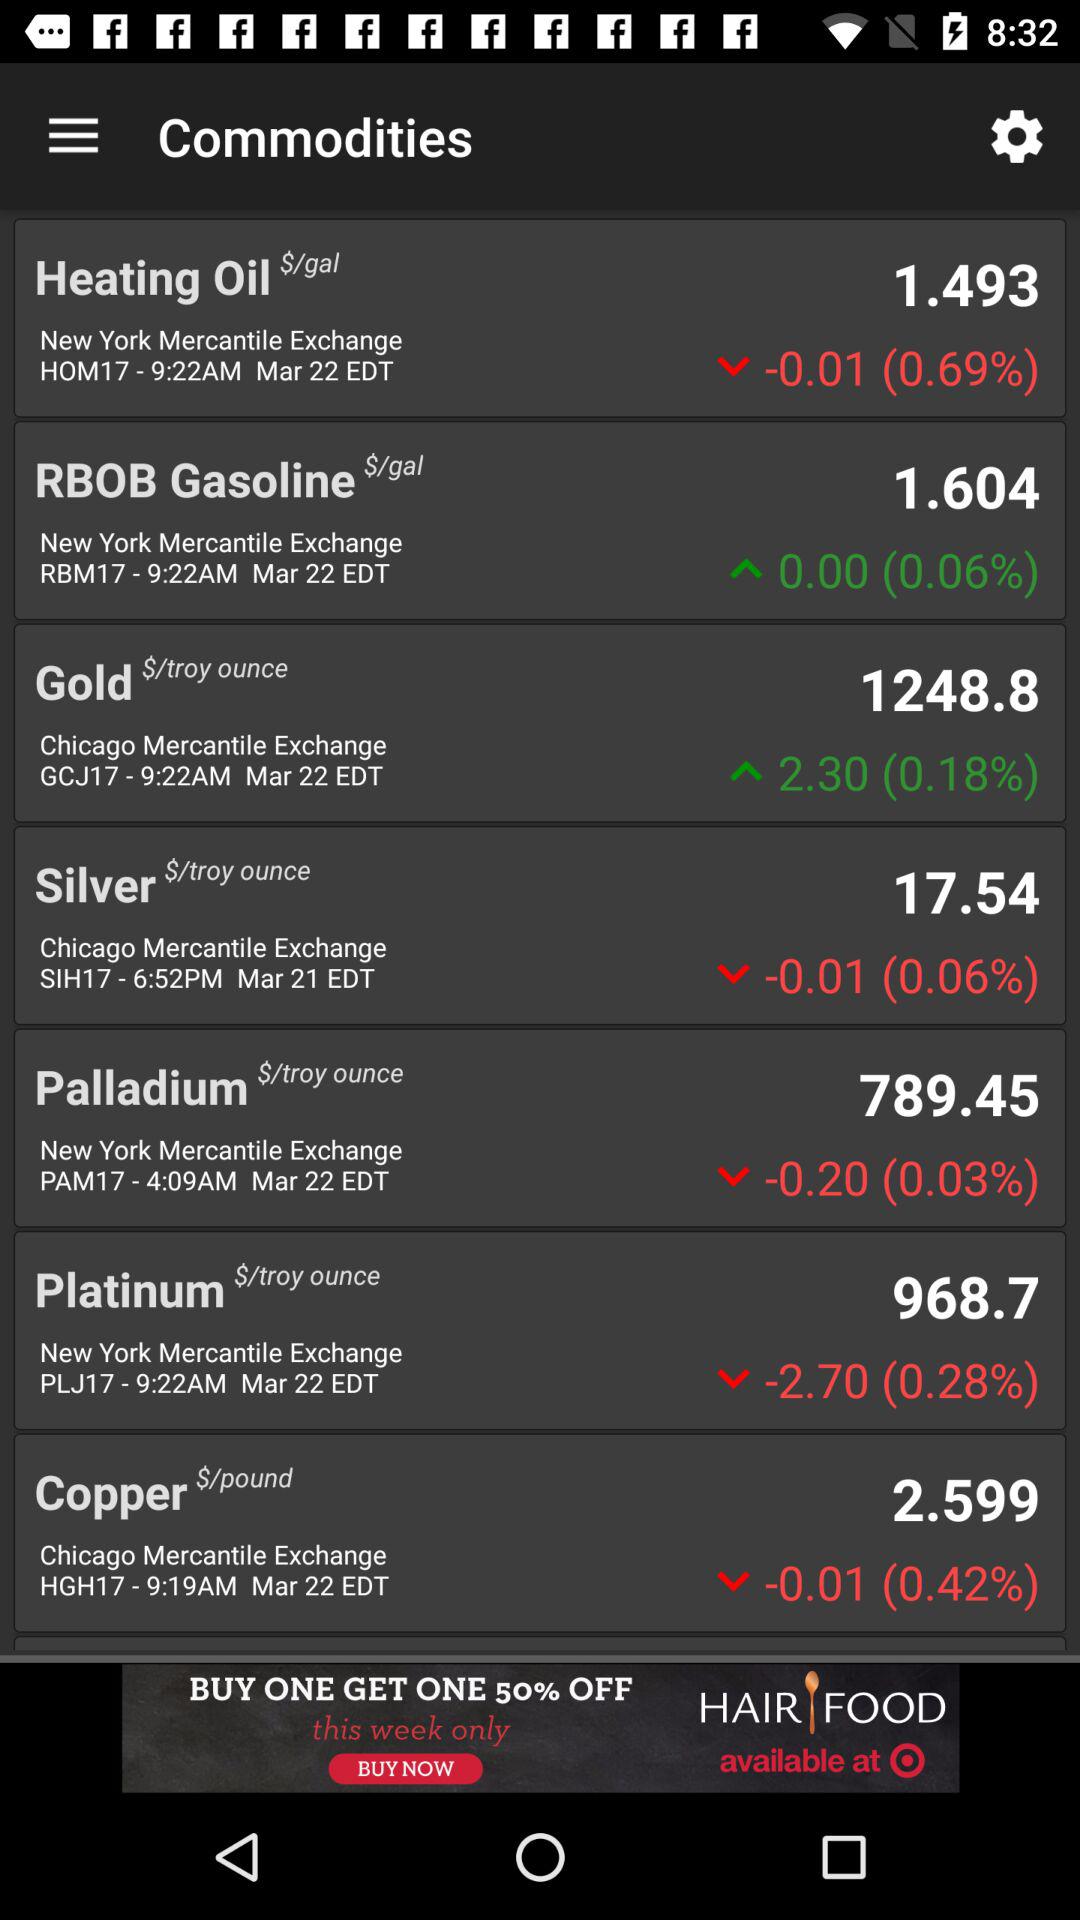 8:32
Commodities
Heating Oil $/gal
1.493
New York Mercantile Exchange
HOM17 - 9:22AM Mar 22 EDT
-0.01 (0.69%)
RBOB Gasoline $/gal
1.604
New York Mercantile Exchange
RBM17 - 9:22AM Mar 22 EDT
0.00 (0.06%)
Gold $/troy ounce
1248.8
Chicago Mercantile Exchange
GCJ17 - 9:22AM Mar 22 EDT
2.30 (0.18%)
Silver $/troy ounce
17.54
Chicago Mercantile Exchange
SIH17 - 6:52PM Mar 21 EDT
-0.01 (0.06%)
Palladium $/troy ounce
789.45
New York Mercantile Exchange
PAM17 - 4:09AM Mar 22 EDT
-0.20 (0.03%)
Platinum $/troy ounce
968.7
New York Mercantile Exchange
PLJ17 - 9:22AM Mar 22 EDT
-2.70 (0.28%)
Copper $/pound
2.599
Chicago Mercantile Exchange
HGH17 - 9:19AM Mar 22 EDT
-0.01 (0.42%)
BUY ONE GET ONE 50% OFF
this week only
BUY NOW
HAIR FOOD
available at